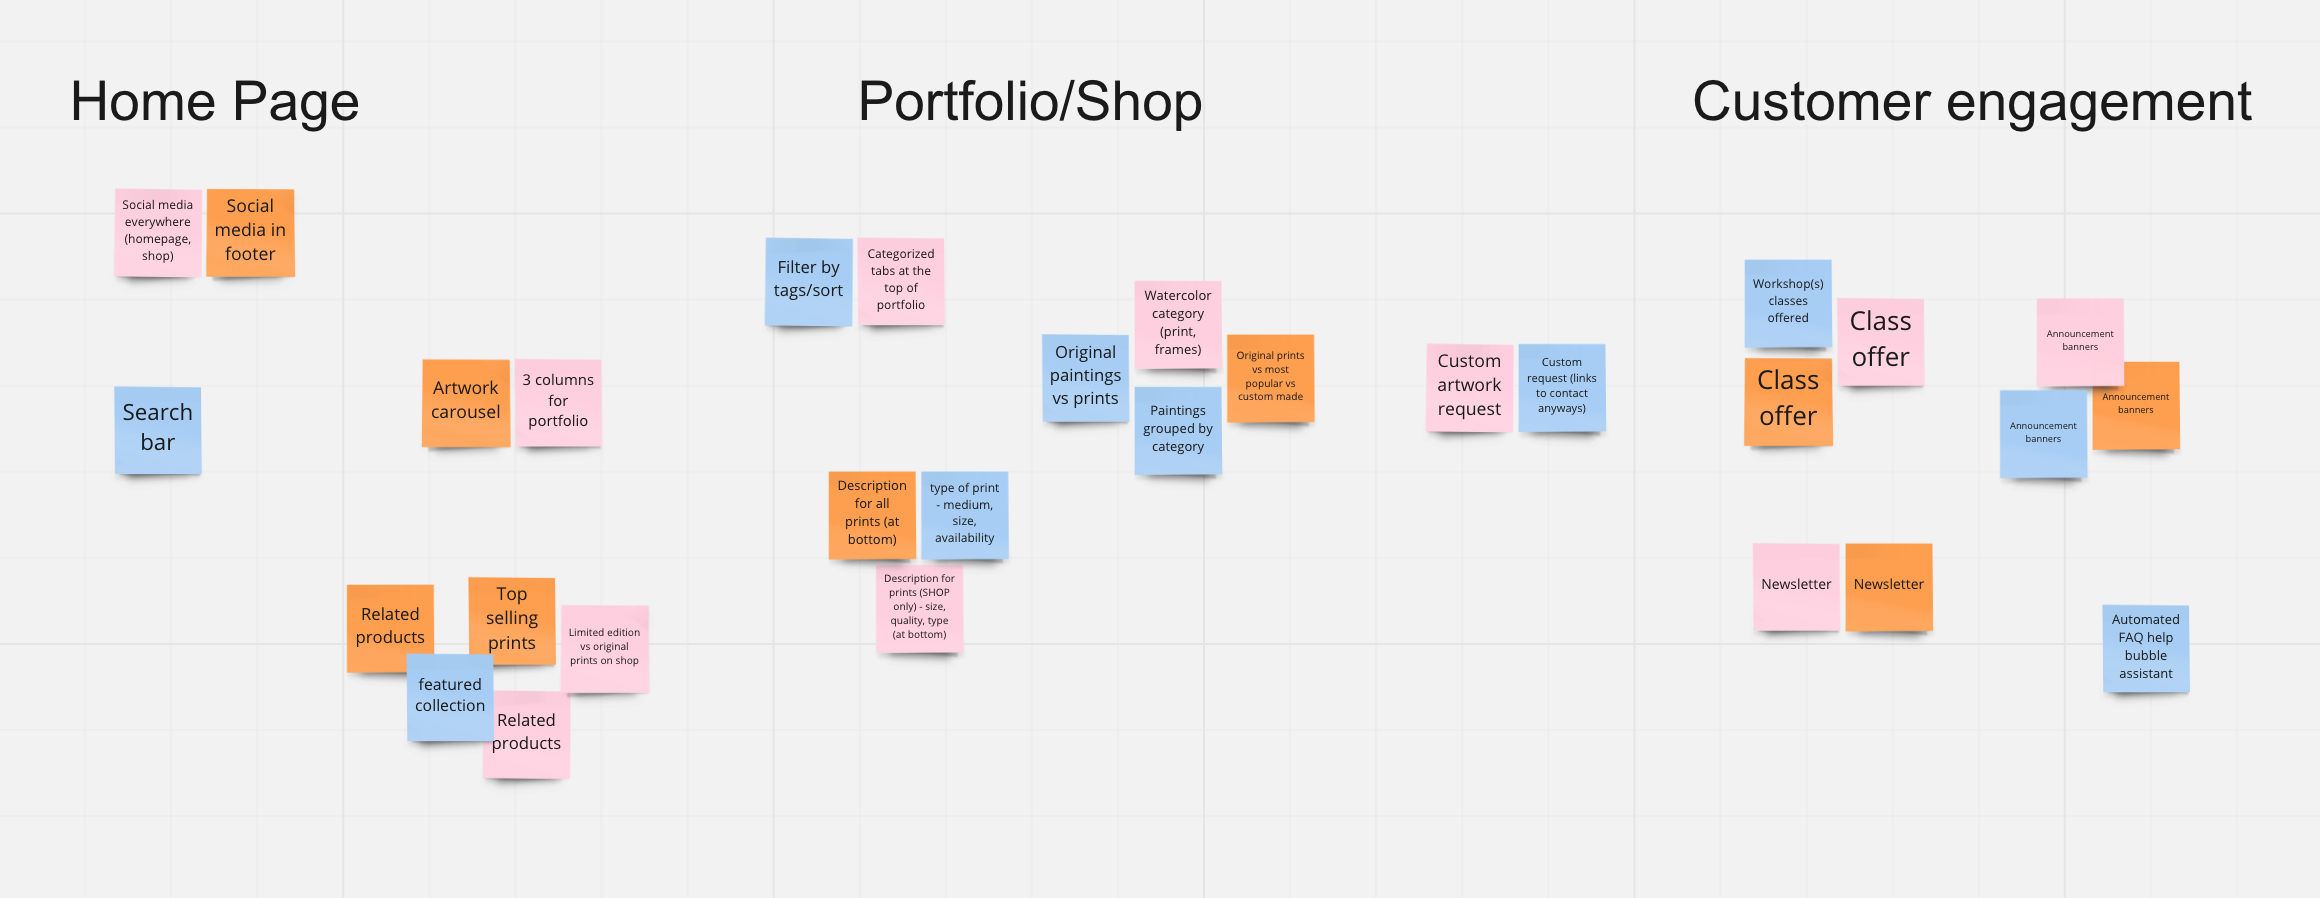 Home Page
Social media
everywhere
(homepage,
shop)
Social
media in
footer
Search
bar
Artwork
carousel
3 columns
for
portfolio
Related
products
Top
selling
prints
Limited edition
vs original
prints on shop
featured
collection
Related
products
Portfolio/Shop
Filter by
tags/sort
Categorized
tabs at the
top of
portfolio
Original
paintings
vs prints
Watercolor
category
(print,
frames)
Paintings
grouped by
category
Original prints
vs most
popular vs
custom made
Custom
artwork
request
Custom
request (links
to contact
anyways)
Description
for all
prints (at
bottom)
type of print
- medium,
size,
availability
Description for
prints (SHOP
only) - size,
quality, type
(at bottom)
Customer engagement
Workshop(s)
classes
offered
Class
offer
Class
offer
Announcement
banners
Announcement
banners
Announcement
banners
Newsletter
Newsletter
Automated
FAQ help
bubble
assistant